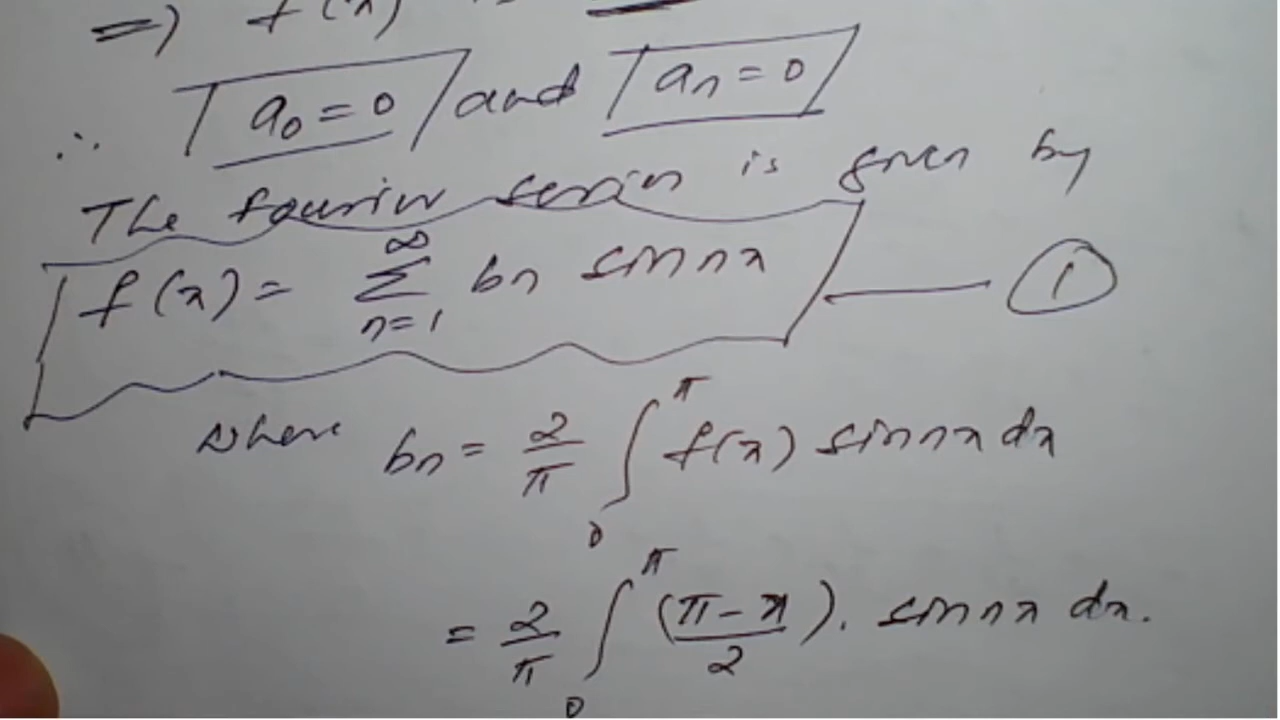 =) f(x)
∴ a₀ = 0 and aₙ = 0
The fourier series is given by
f(x) = ∞ Σ n=1 bn sin nx — ①
where bn = 2/π ∫₀^π f(x) sin nx dx
= 2/π ∫₀^π (π-x)/2 . sin nx dx.